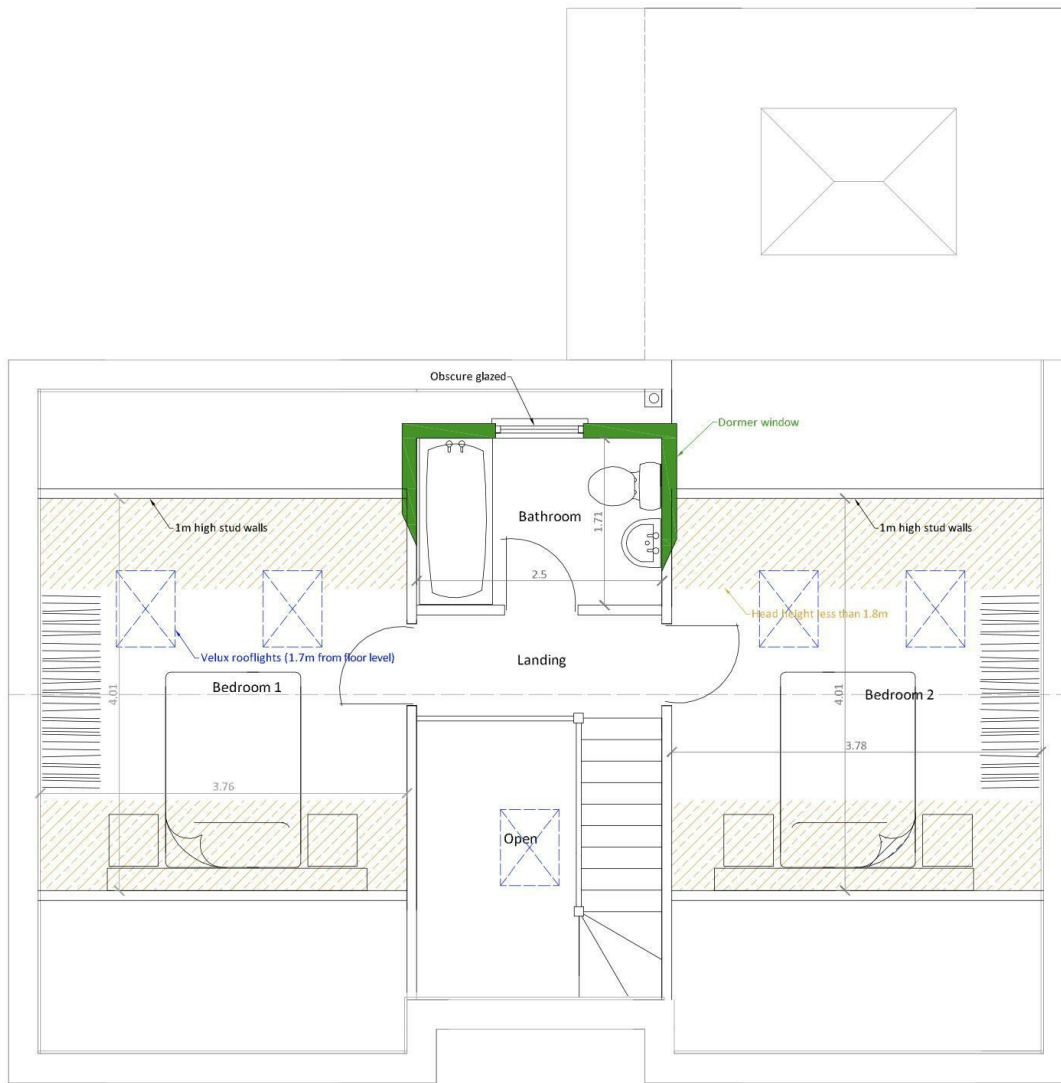 Obscure glazed
Dormer window
1m high stud walls
Bathroom
1.71
1m high stud walls
2.5
Head height less than 1.8m
Velux rooflights (1.7m from floor level)
Landing
Bedroom 1
4.01
Bedroom 2
4.01
3.78
3.76
Open